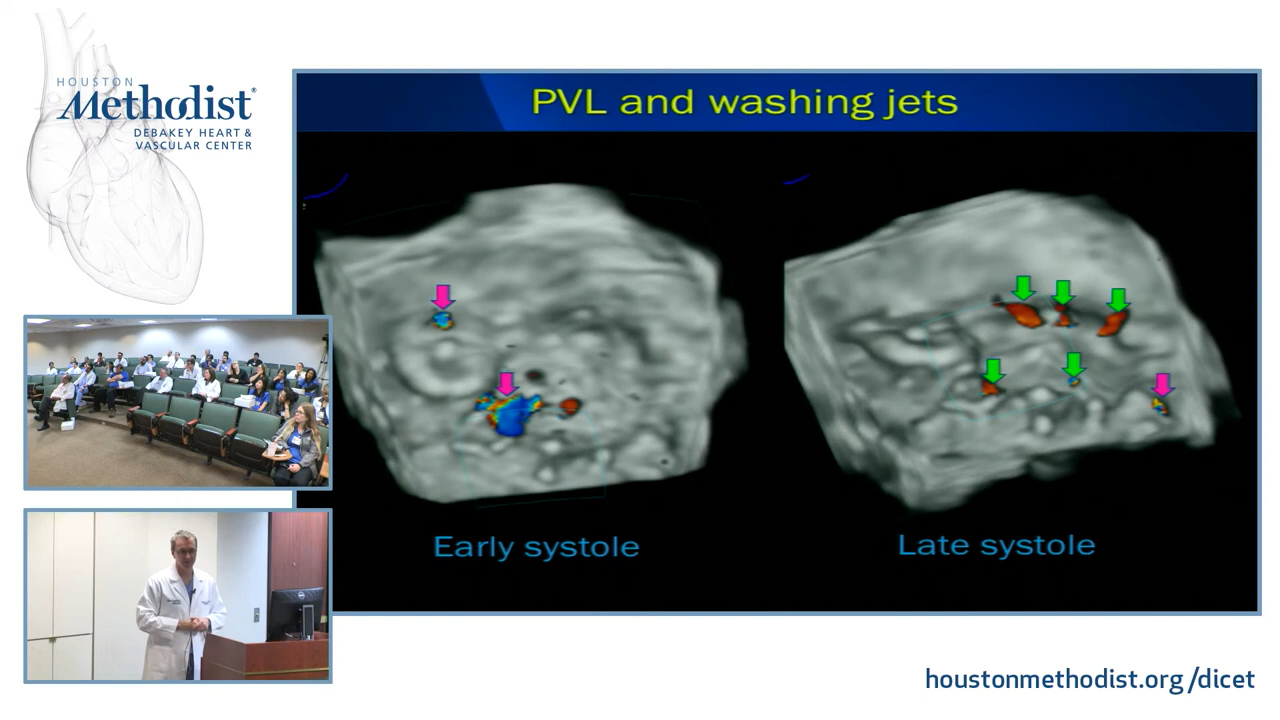 HOUSTON
Methodist®
DEBAKEY HEART &
VASCULAR CENTER
PVL and washing jets
Early systole
Late systole
houstonmethodist.org/dicet